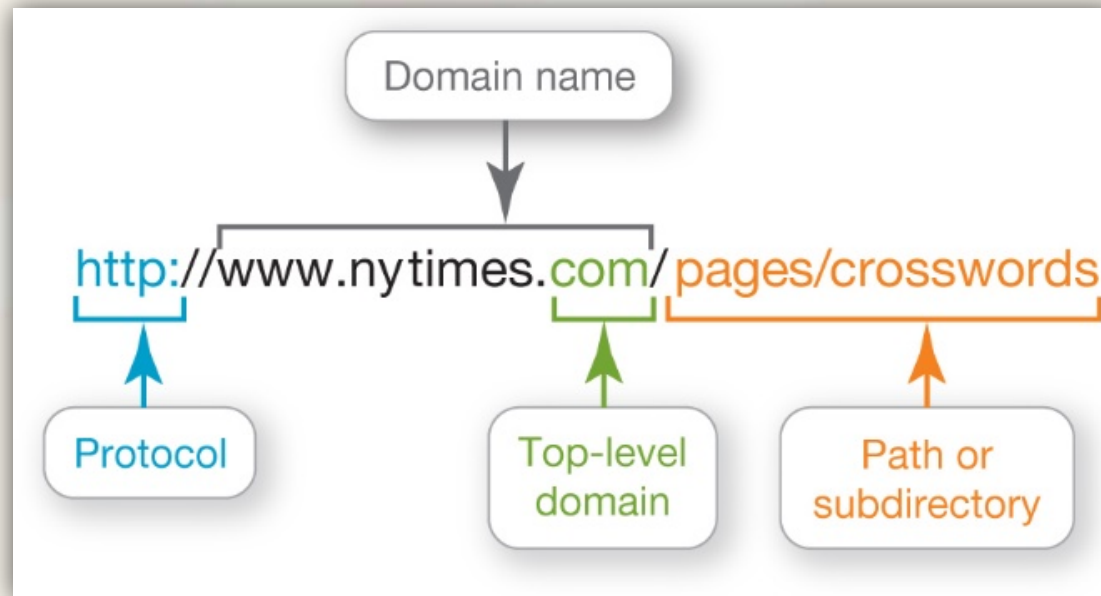 Domain name
http://www.nytimes.com/pages/crosswords
Protocol
Top-level
domain
Path or
subdirectory